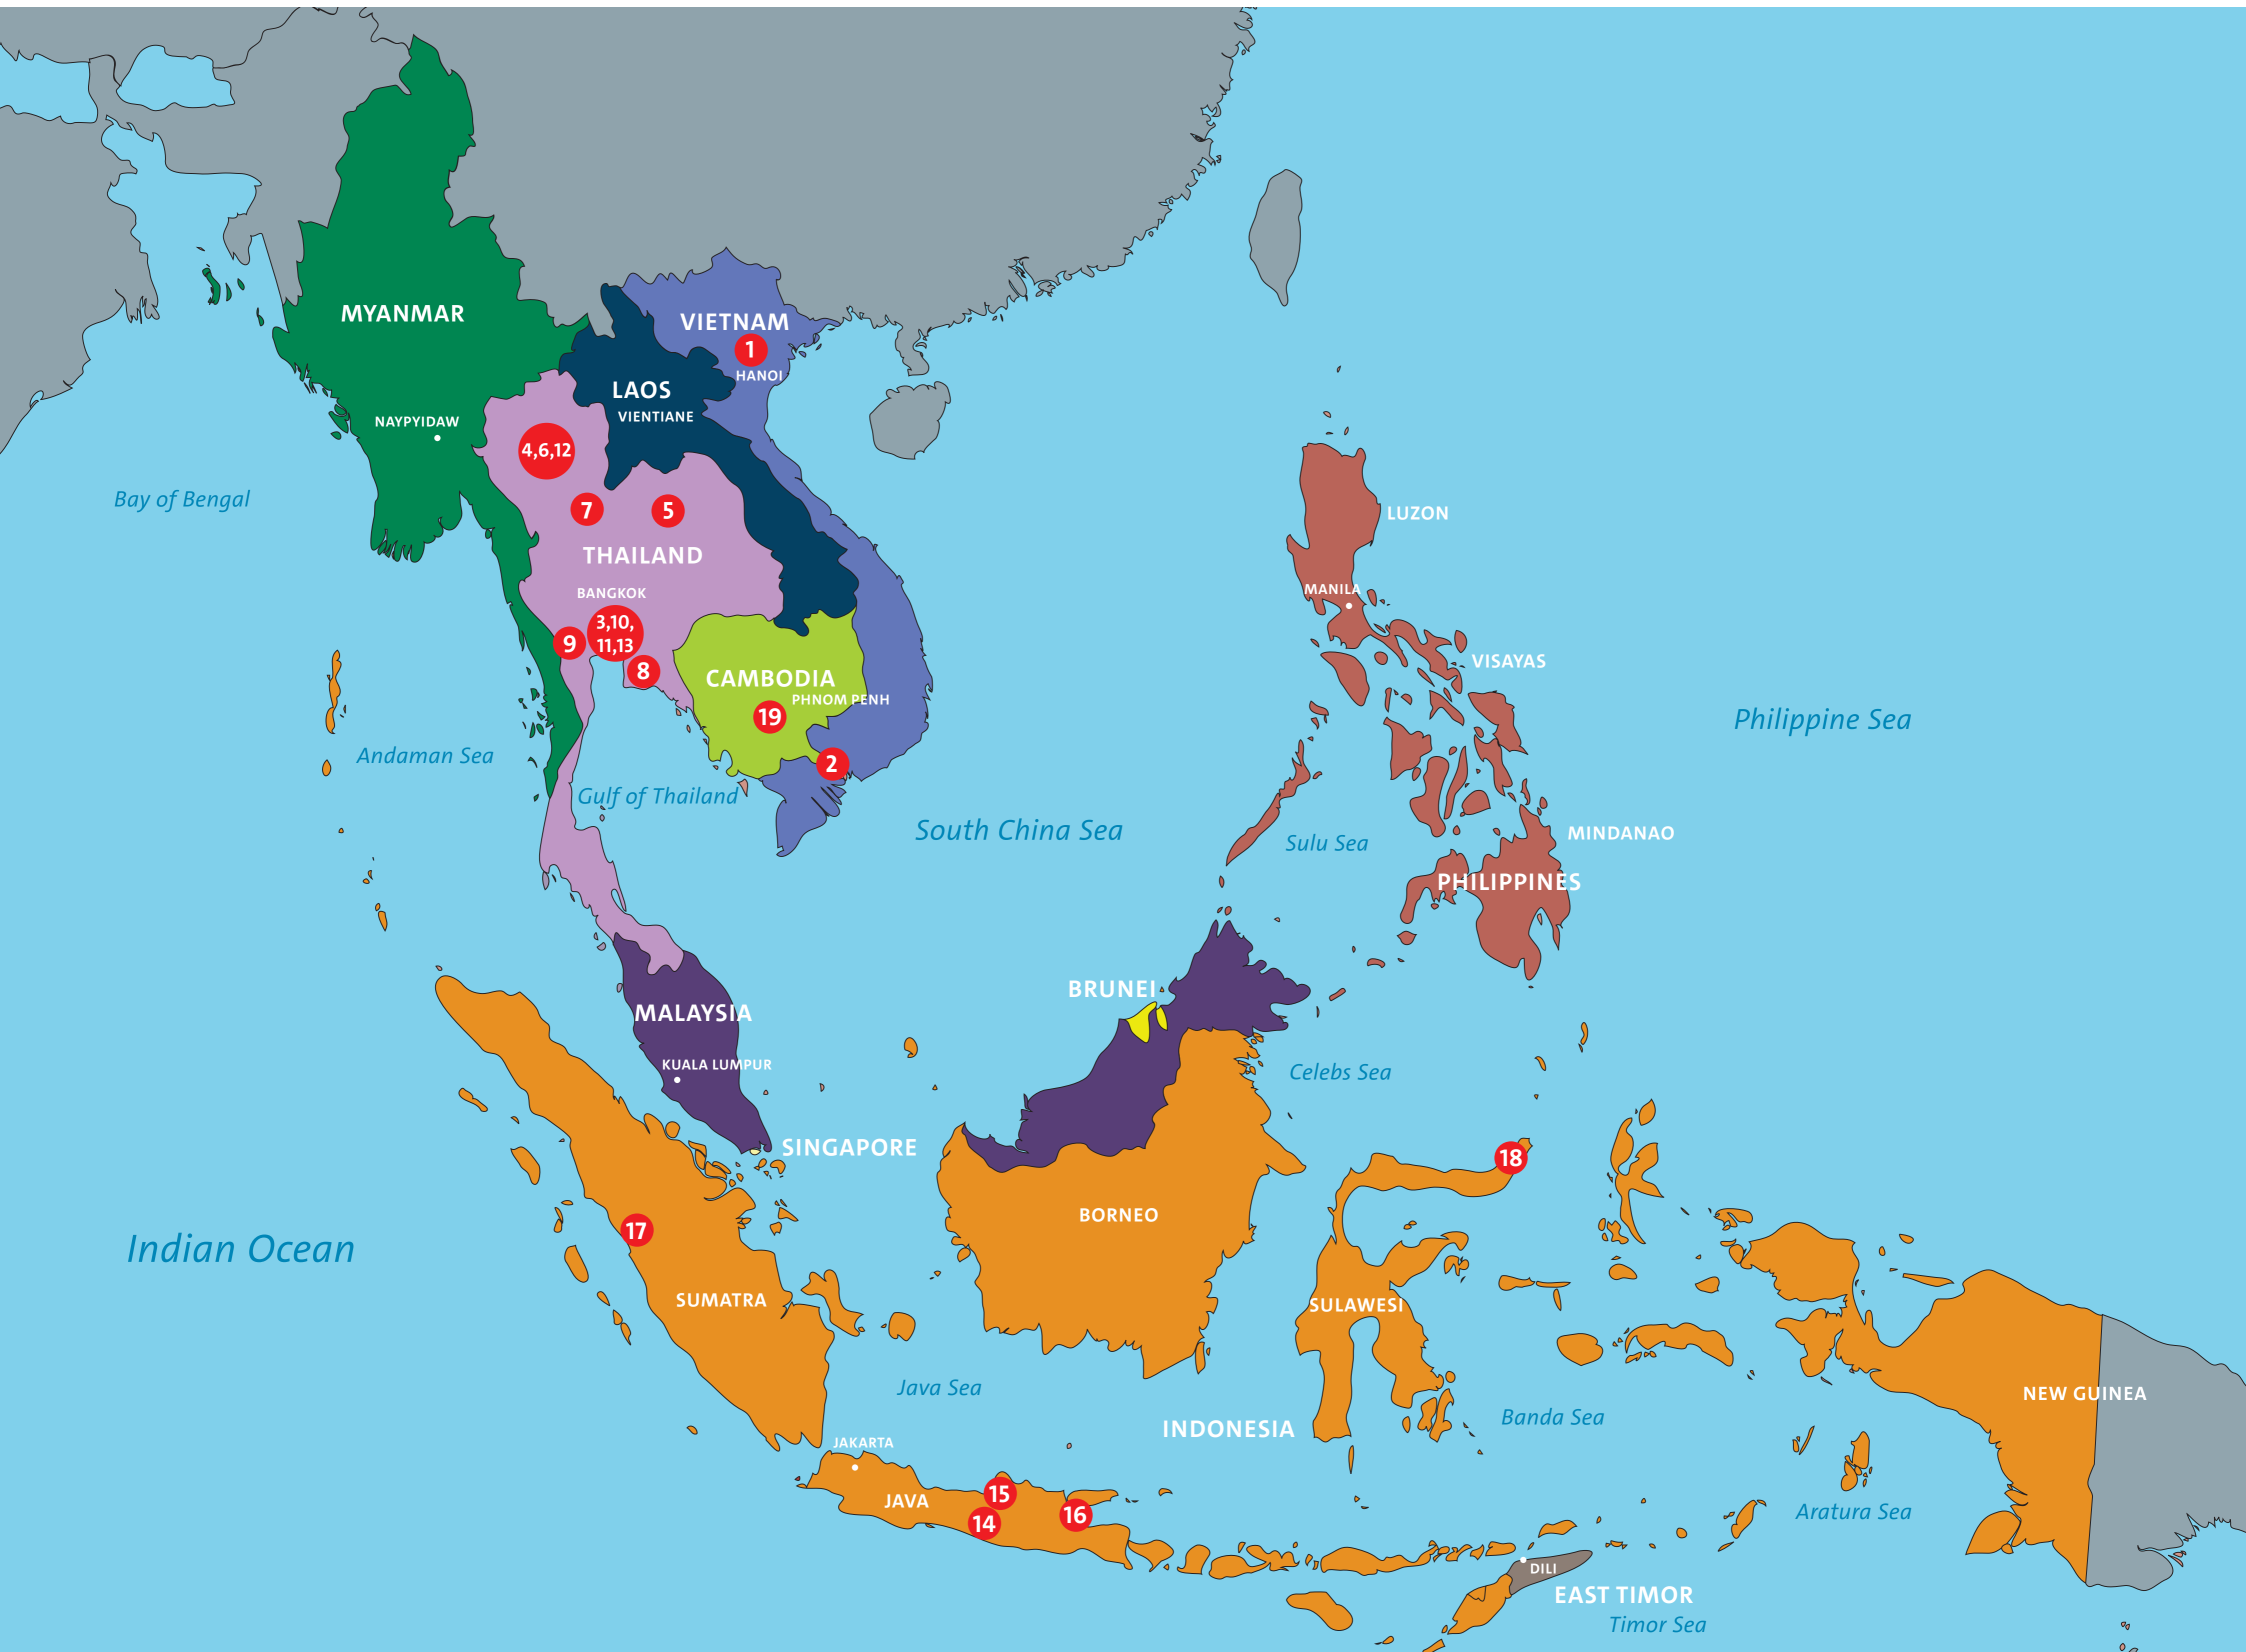 MYANMAR
VIETNAM
1
HANOI
LAOS
VIENTIANE
NAYPYIDAW
4,6,12
Bay of Bengal
7
5
LUZON
THAILAND
BANGKOK
MANILA
3,10,
11,13
9
8
VISAYAS
CAMBODIA
PHNOM PENH
19
Philippine Sea
Andaman Sea
2
Gulf of Thailand
South China Sea
Sulu Sea
MINDANAO
PHILIPPINES
BRUNEI
MALAYSIA
KUALA LUMPUR
Celebs Sea
SINGAPORE
18
BORNEO
17
Indian Ocean
SUMATRA
SULAWESI
Java Sea
NEW GUINEA
Banda Sea
INDONESIA
JAKARTA
15
JAVA
14
16
Aratura Sea
DILI
EAST TIMOR
Timor Sea